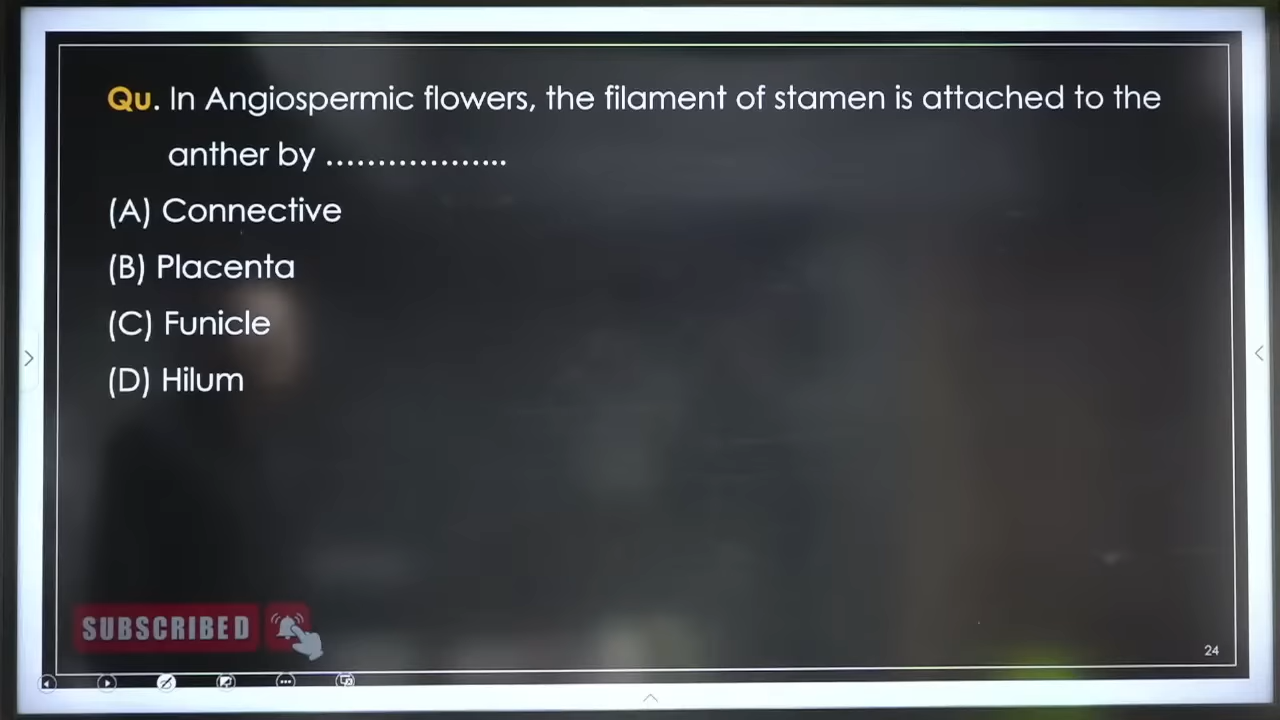 Qu. In Angiospermic flowers, the filament of stamen is attached to the
anther by ....................
(A) Connective
(B) Placenta
(C) Funicle
(D) Hilum
SUBSCRIBED
24